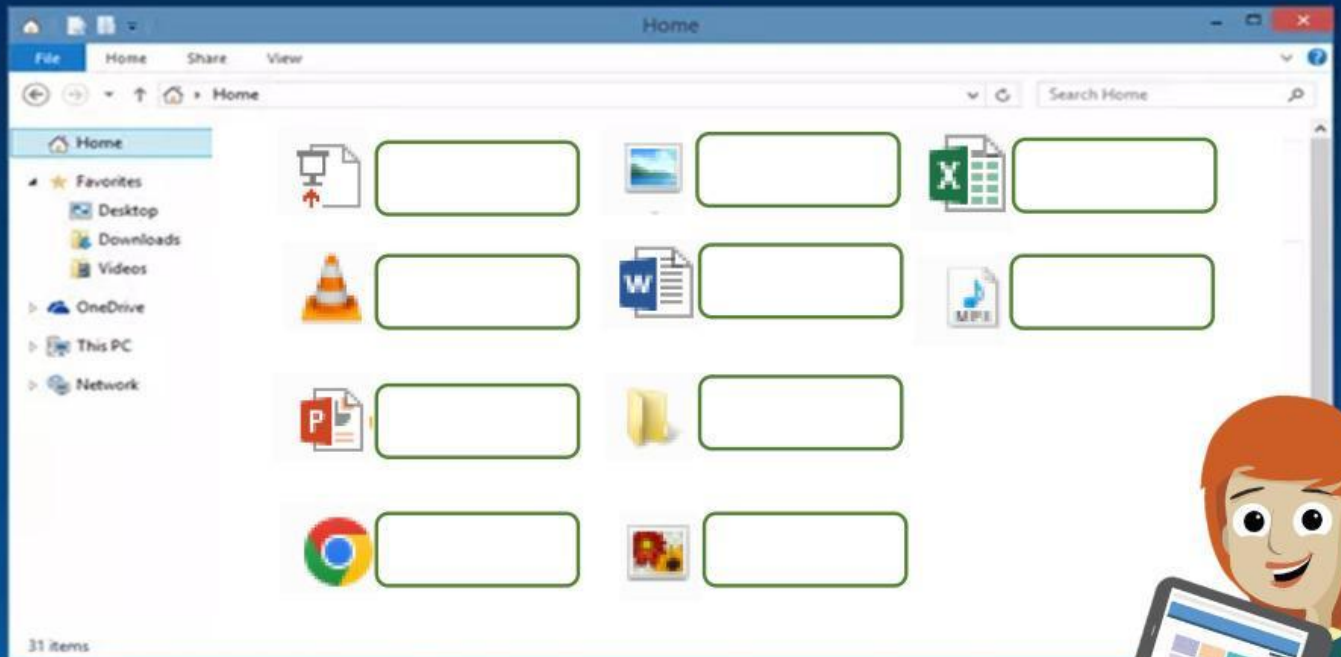 Home
File Home Share View
Home
Search Home
Home
Favorites
Desktop
Downloads
Videos
OneDrive
This PC
Network
X
W
P
31 items